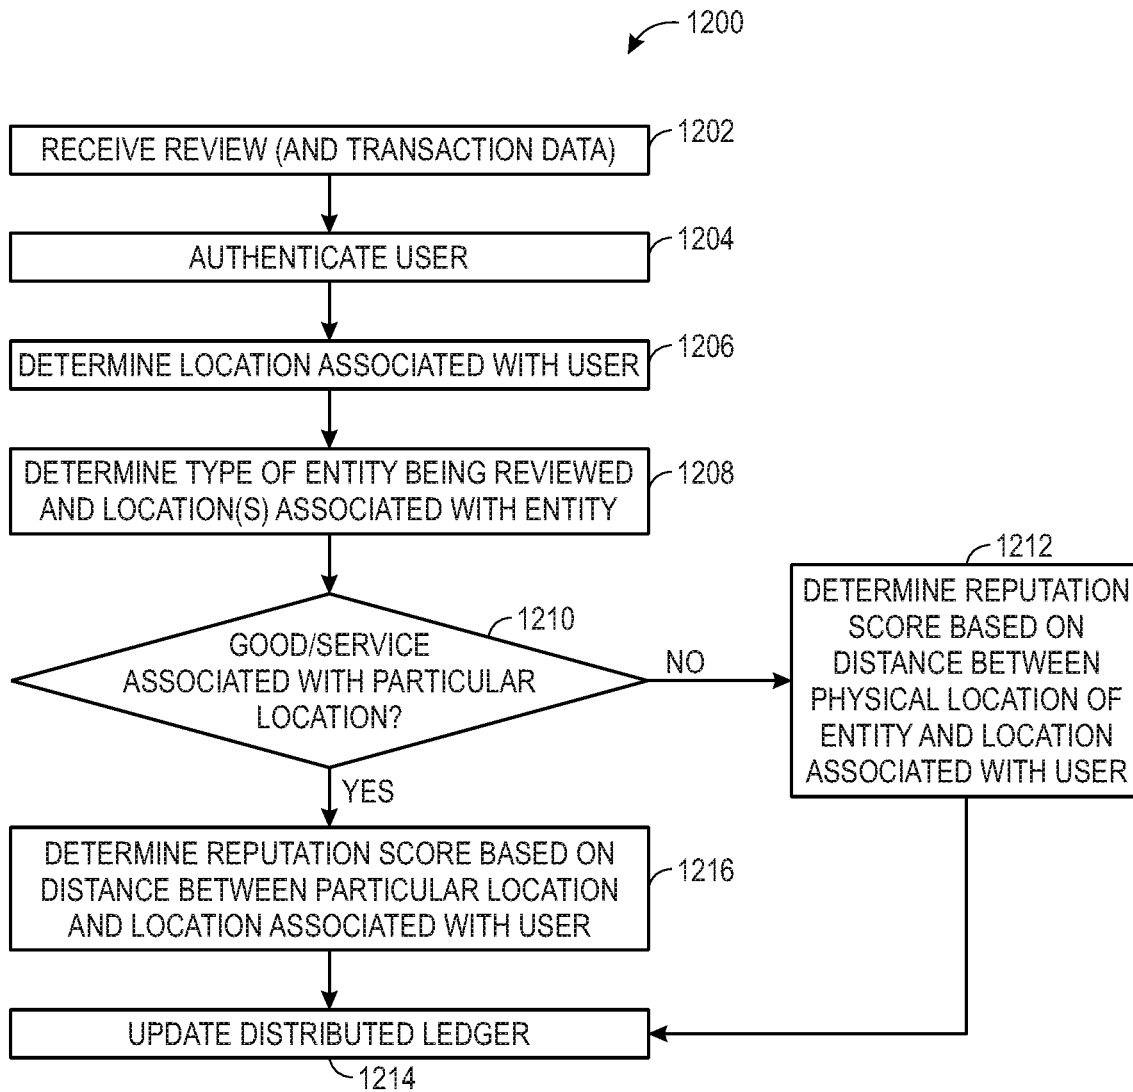 1200
RECEIVE REVIEW (AND TRANSACTION DATA)
1202
AUTHENTICATE USER
1204
DETERMINE LOCATION ASSOCIATED WITH USER
1206
DETERMINE TYPE OF ENTITY BEING REVIEWED
AND LOCATION(S) ASSOCIATED WITH ENTITY
1208
GOOD/SERVICE
ASSOCIATED WITH PARTICULAR
LOCATION?
1210
NO
YES
1212
DETERMINE REPUTATION
SCORE BASED ON
DISTANCE BETWEEN
PHYSICAL LOCATION OF
ENTITY AND LOCATION
ASSOCIATED WITH USER
DETERMINE REPUTATION SCORE BASED ON
DISTANCE BETWEEN PARTICULAR LOCATION
AND LOCATION ASSOCIATED WITH USER
1216
UPDATE DISTRIBUTED LEDGER
1214